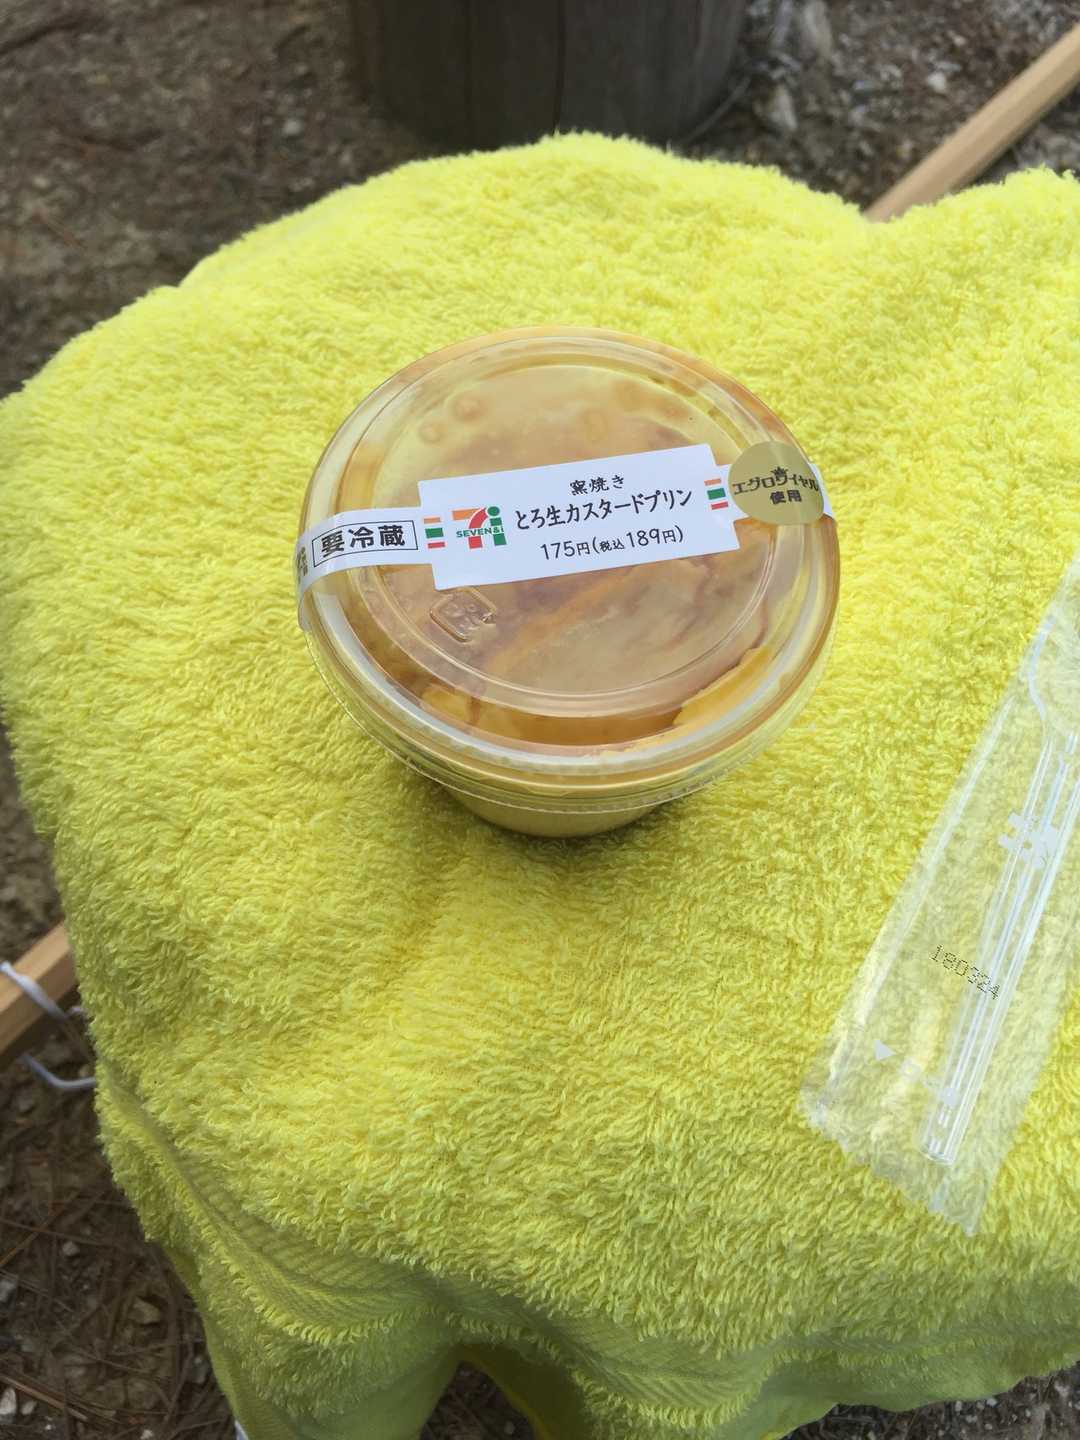 窯焼き
とろ生カスタードプリン
175円(税込189円)
SEVEN&i
要冷蔵
エグロワイヤル
使用
180324